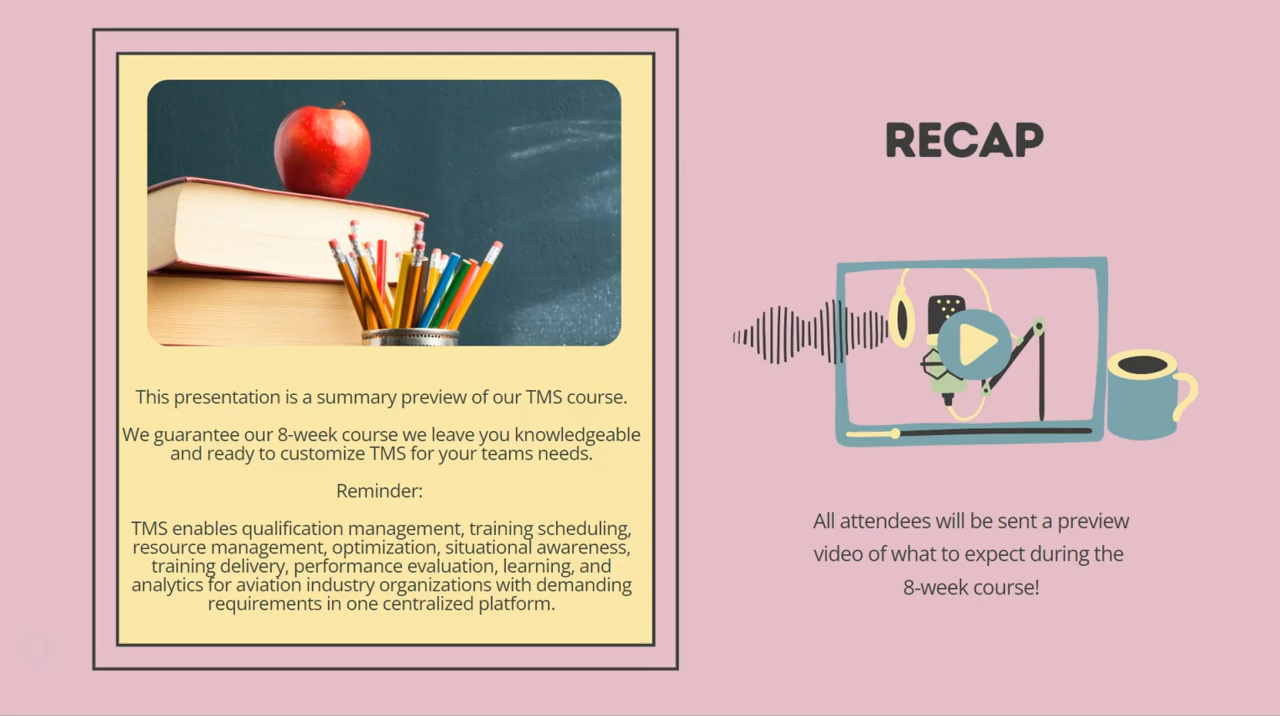 This presentation is a summary preview of our TMS course.
We guarantee our 8-week course we leave you knowledgeable
and ready to customize TMS for your teams needs.
Reminder:
TMS enables qualification management, training scheduling,
resource management, optimization, situational awareness,
training delivery, performance evaluation, learning, and
analytics for aviation industry organizations with demanding
requirements in one centralized platform.
RECAP
All attendees will be sent a preview
video of what to expect during the
8-week course!